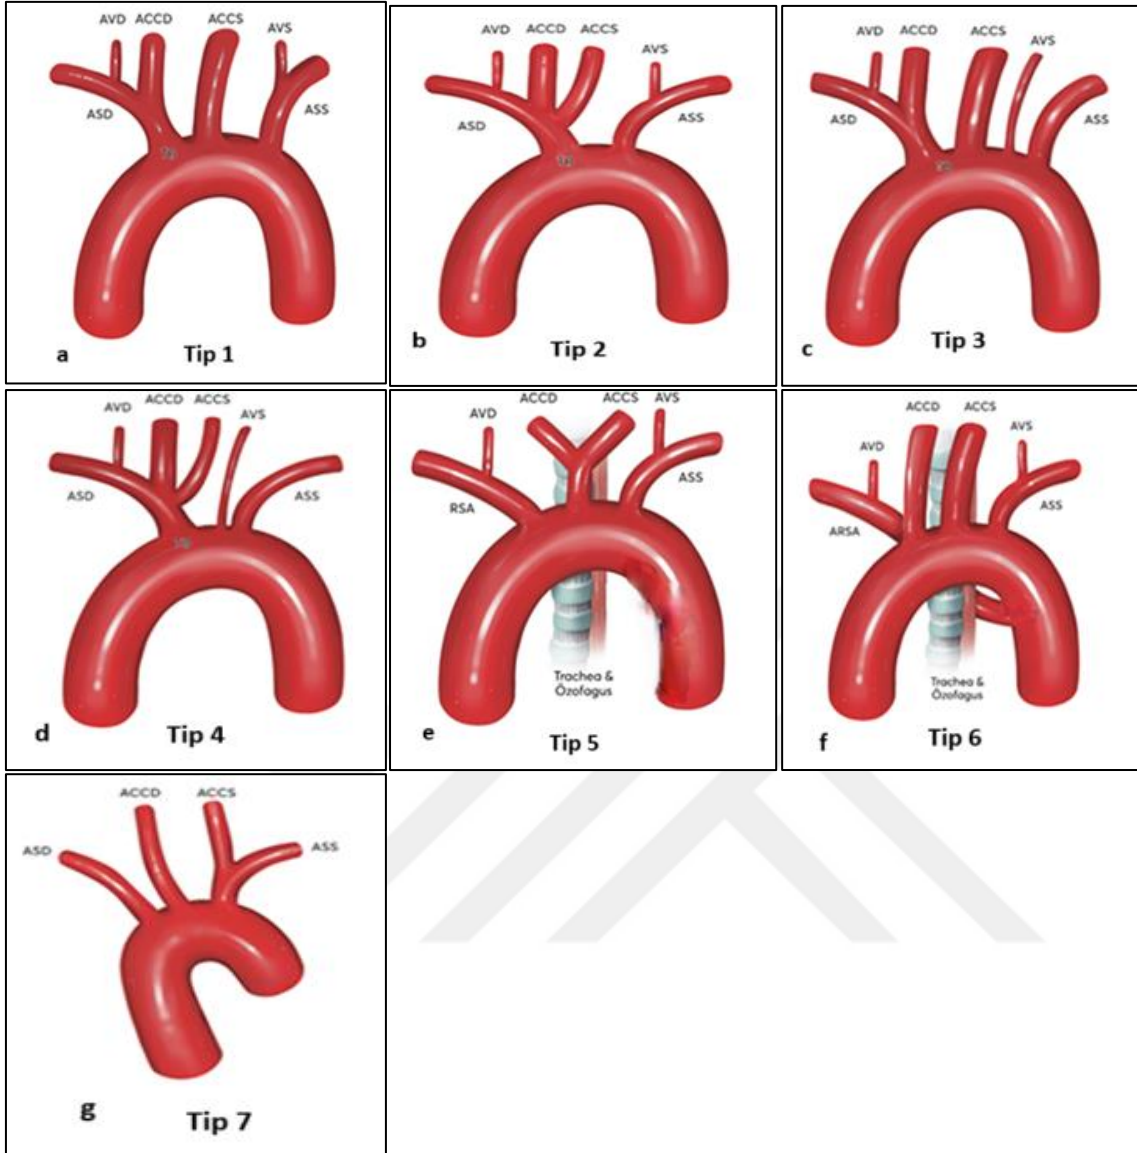 AVD ACCD ACCS AVS
ASD ASS
a Tip 1
AVD ACCD ACCS AVS
ASD ASS
b Tip 2
AVD ACCD ACCS AVS
ASD ASS
c Tip 3
AVD ACCD ACCS AVS
ASD ASS
d Tip 4
AVD ACCD ACCS AVS
RSA ASS
Trachea &
Özofagus
e Tip 5
AVD ACCD ACCS AVS
ARSA ASS
Trachea &
Özofagus
f Tip 6
ACCD ACCS
ASD ASS
g Tip 7